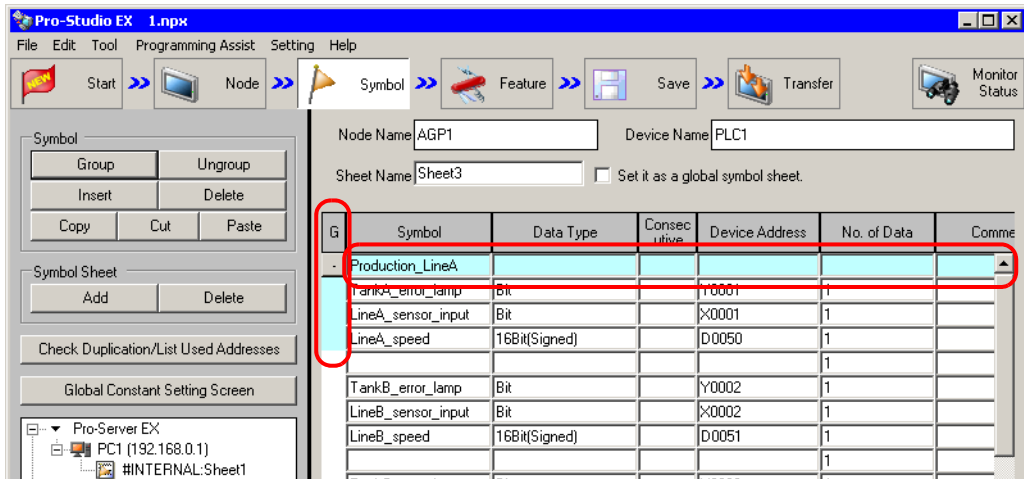 Pro-Studio EX 1.npx
File Edit Tool Programming Assist Setting Help
NEW Start Node Symbol Feature Save Transfer Monitor Status
Symbol
Group Ungroup
Insert Delete
Copy Cut Paste
Symbol Sheet
Add Delete
Check Duplication/List Used Addresses
Global Constant Setting Screen
Pro-Server EX
PC1 (192.168.0.1)
#INTERNAL:Sheet1
Node Name AGP1 Device Name PLC1
Sheet Name Sheet3 Set it as a global symbol sheet.
G Symbol Data Type Consecutive Device Address No. of Data Comme
- Production_LineA
TankA_error_lamp Bit Y0001 1
LineA_sensor_input Bit X0001 1
LineA_speed 16Bit(Signed) D0050 1
1
TankB_error_lamp Bit Y0002 1
LineB_sensor_input Bit X0002 1
LineB_speed 16Bit(Signed) D0051 1
1